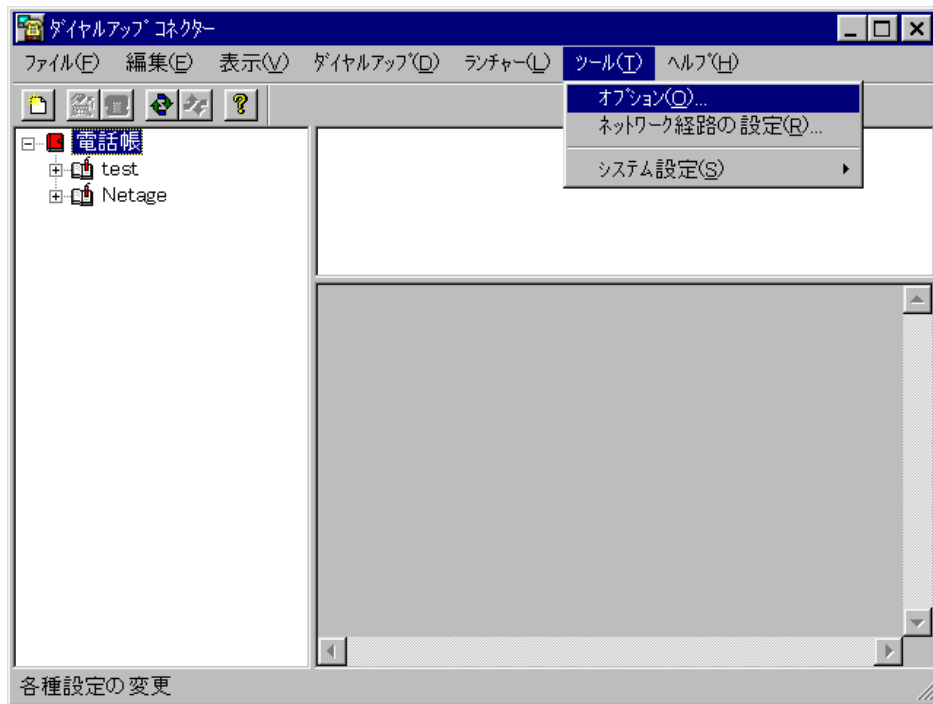 ダイヤルアップ コネクター
ファイル(F) 編集(E) 表示(V) ダイヤルアップ(D) ランチャー(L) ツール(T) ヘルプ(H)
オプション(O)...
ネットワーク経路の設定(R)...
システム設定(S)
電話帳
test
Netage
各種設定の変更